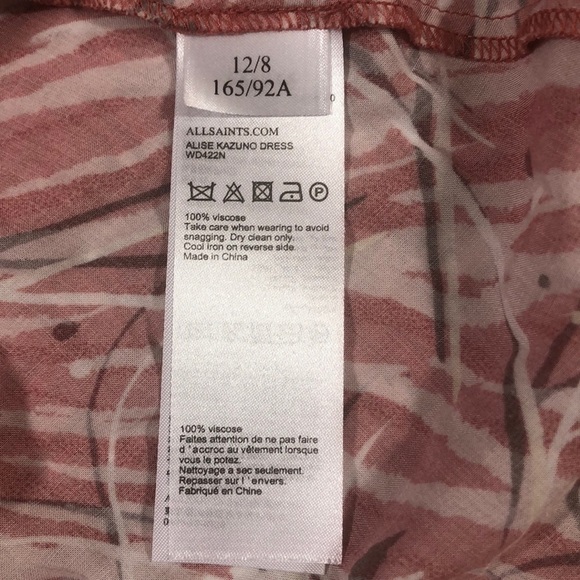 12/8
165/92A
ALLSAINTS.COM
ALISE KAZUNO DRESS
WD422N
P
100% viscose
Take care when wearing to avoid
snagging. Dry clean only.
Cool iron on reverse side.
Made in China
100% viscose
Faites attention de ne pas faire
d'accroc au vêtement lorsque
vous le potez.
Nettoyage a sec seulement.
Repasser sur l'envers.
Fabriqué en Chine